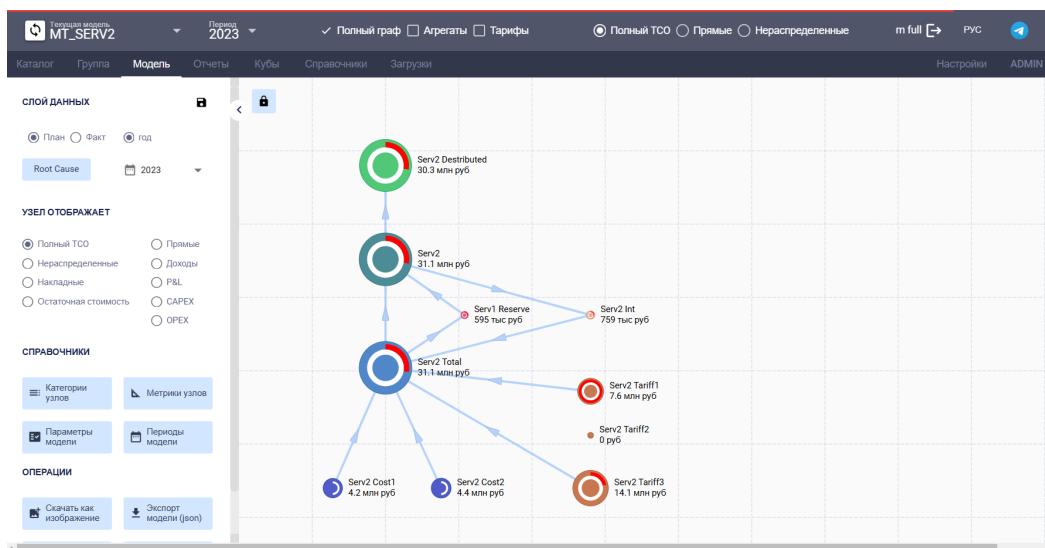 Текущая модель
MT_SERV2
Период
2023
Полный граф
Агрегаты
Тарифы
Полный ТСО
Прямые
Нераспределенные
m full
РУС
Каталог
Группа
Модель
Отчеты
Кубы
Справочники
Загрузки
Настройки
ADMIN
СЛОЙ ДАННЫХ
План
Факт
год
Root Cause
2023
УЗЕЛ ОТОБРАЖАЕТ
Полный ТСО
Прямые
Нераспределенные
Доходы
Накладные
P&L
Остаточная стоимость
CAPEX
OPEX
СПРАВОЧНИКИ
Категории
узлов
Метрики узлов
Параметры
модели
Периоды
модели
ОПЕРАЦИИ
Скачать как
изображение
Экспорт
модели (json)
Serv2 Destributed
30.3 млн руб
Serv2
31.1 млн руб
Serv1 Reserve
595 тыс руб
Serv2 Int
759 тыс руб
Serv2 Total
31.1 млн руб
Serv2 Tariff1
7.6 млн руб
Serv2 Tariff2
0 руб
Serv2 Cost1
4.2 млн руб
Serv2 Cost2
4.4 млн руб
Serv2 Tariff3
14.1 млн руб